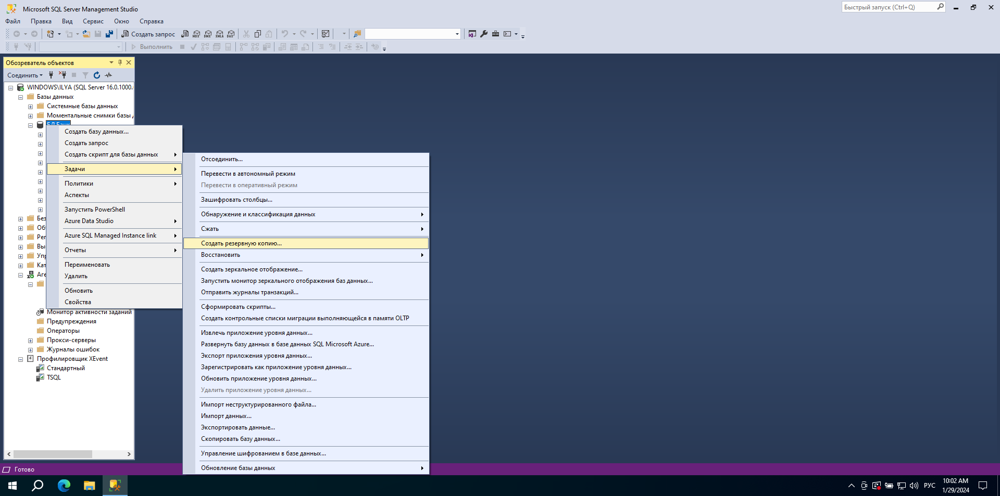 Microsoft SQL Server Management Studio
Быстрый запуск (Ctrl+Q)
Файл Правка Вид Сервис Окно Справка
Создать запрос MDX DMX XMLA DAX
Выполнить
Обозреватель объектов
Соединить
WINDOWS\ILYA (SQL Server 16.0.1000.
Базы данных
Системные базы данных
Моментальные снимки базы
Создать базу данных...
Создать запрос
Создать скрипт для базы данных
Задачи
Политики
Аспекты
Запустить PowerShell
Azure Data Studio
Azure SQL Managed Instance link
Отчеты
Переименовать
Удалить
Обновить
Свойства
Отсоединить...
Перевести в автономный режим
Перевести в оперативный режим
Зашифровать столбцы...
Обнаружение и классификация данных
Сжать
Создать резервную копию...
Восстановить
Создать зеркальное отображение...
Запустить монитор зеркального отображения баз данных...
Отправить журналы транзакций...
Сформировать скрипты...
Создать контрольные списки миграции выполняющейся в памяти OLTP
Извлечь приложение уровня данных...
Развернуть базу данных в базе данных SQL Microsoft Azure...
Экспорт приложения уровня данных...
Зарегистрировать как приложение уровня данных...
Обновить приложение уровня данных...
Удалить приложение уровня данных...
Импорт неструктурированного файла...
Импорт данных...
Экспортировать данные...
Скопировать базу данных...
Управление шифрованием в базе данных...
Обновление базы данных
Без
Об
Рег
Вы
Упр
Кат
Аге
Монитор активности заданий
Предупреждения
Операторы
Прокси-серверы
Журналы ошибок
Профилировщик XEvent
Стандартный
TSQL
Готово
РУС
10:02 AM
1/29/2024